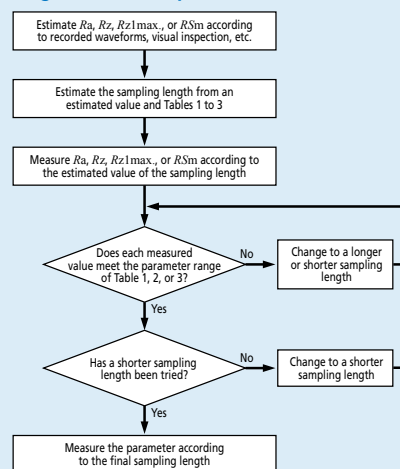 Estimate Ra, Rz, Rz1max., or RSm according
to recorded waveforms, visual inspection, etc.
Estimate the sampling length from an
estimated value and Tables 1 to 3
Measure Ra, Rz, Rz1max., or RSm according to
the estimated value of the sampling length
Does each measured
value meet the parameter range
of Table 1, 2, or 3?
No
Change to a longer
or shorter sampling
length
Yes
Has a shorter sampling
length been tried?
No
Change to a shorter
sampling length
Yes
Measure the parameter according
to the final sampling length